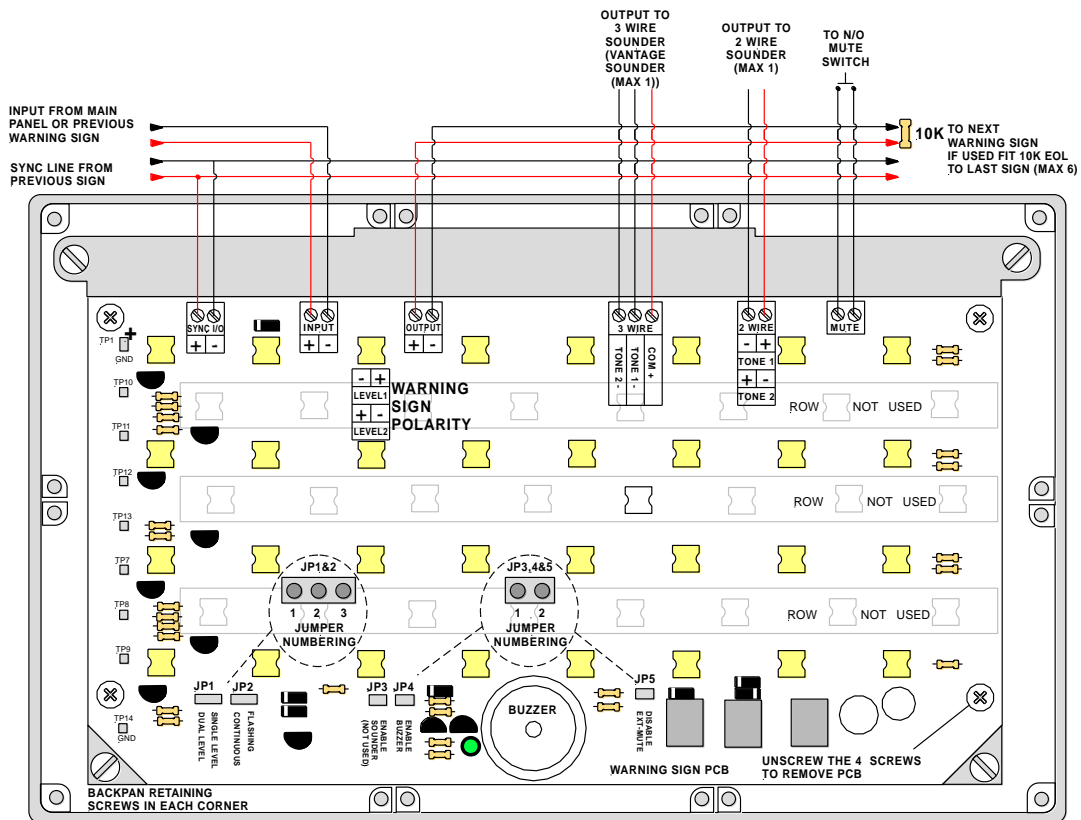 OUTPUT TO
3 WIRE
SOUNDER
(VANTAGE
SOUNDER
(MAX 1))
OUTPUT TO
2 WIRE
SOUNDER
(MAX 1)
TO N/O
MUTE
SWITCH
INPUT FROM MAIN
PANEL OR PREVIOUS
WARNING SIGN
SYNC LINE FROM
PREVIOUS SIGN
10K
TO NEXT
WARNING SIGN
IF USED FIT 10K EOL
TO LAST SIGN (MAX 6)
SYNC I/O
+ -
INPUT
+ -
OUTPUT
+ -
3 WIRE
TONE 2 -
TONE 1 -
COM +
2 WIRE
- +
TONE 1
+ -
TONE 2
MUTE
- +
LEVEL1
+ -
LEVEL2
WARNING
SIGN
POLARITY
TP1
+
GND
TP10
TP11
TP12
TP13
TP7
TP8
TP9
TP14
GND
ROW NOT USED
ROW NOT USED
ROW NOT USED
JP1&2
1 2 3
JUMPER
NUMBERING
JP3,4&5
1 2
JUMPER
NUMBERING
JP1
SINGLE LEVEL
DUAL LEVEL
JP2
FLASHING
CONTINUOUS
JP3
ENABLE
SOUNDER
(NOT USED)
JP4
ENABLE
BUZZER
BUZZER
JP5
DISABLE
EXT-MUTE
WARNING SIGN PCB
UNSCREW THE 4 SCREWS
TO REMOVE PCB
BACKPAN RETAINING
SCREWS IN EACH CORNER